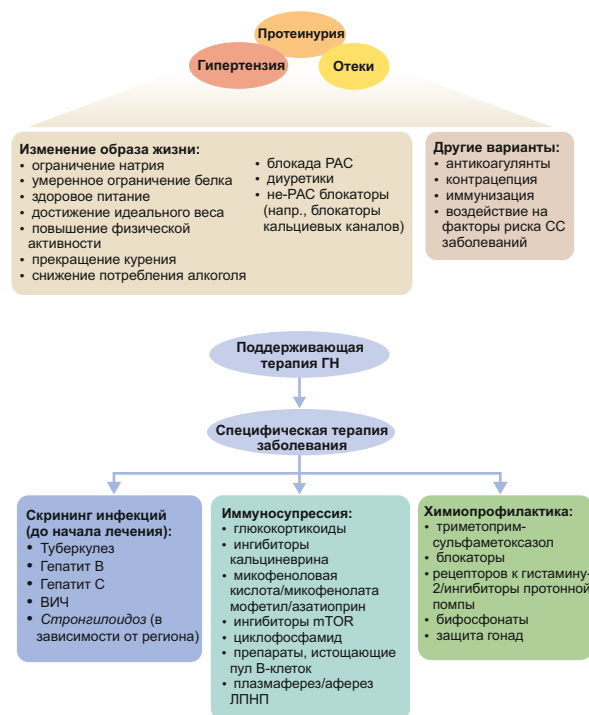 Протеинурия
Гипертензия
Отеки
Изменение образа жизни:
• ограничение натрия
• умеренное ограничение белка
• здоровое питание
• достижение идеального веса
• повышение физической
активности
• прекращение курения
• снижение потребления алкоголя
• блокада РАС
• диуретики
• не-РАС блокаторы
(напр., блокаторы
кальциевых каналов)
Другие варианты:
• антикоагулянты
• контрацепция
• иммунизация
• воздействие на
факторы риска СС
заболеваний
Поддерживающая
терапия ГН
Специфическая терапия
заболевания
Скрининг инфекций
(до начала лечения):
• Туберкулез
• Гепатит В
• Гепатит С
• ВИЧ
• Стронгилоидоз (в
зависимости от региона)
Иммуносупрессия:
• глюкокортикоиды
• ингибиторы
кальциневрина
• микофеноловая
кислота/микофенолата
мофетил/азатиоприн
• ингибиторы mTOR
• циклофосфамид
• препараты, истощающие
пул В-клеток
• плазмаферез/аферез
ЛПНП
Химиопрофилактика:
• триметоприм-
сульфаметоксазол
• блокаторы
• рецепторов к гистамину-
2/ингибиторы протонной
помпы
• бифосфонаты
• защита гонад